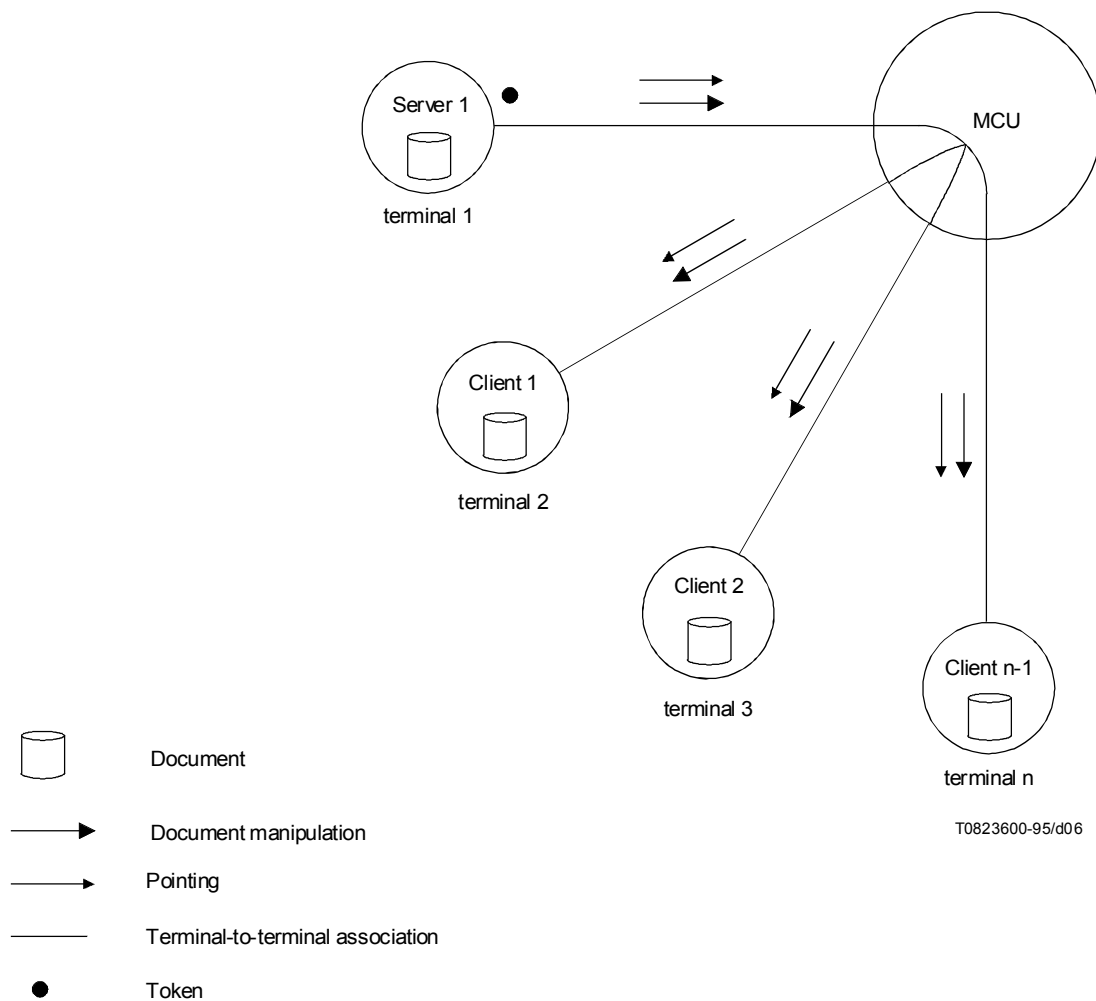 Server 1
MCU
terminal 1
Client 1
terminal 2
Client 2
terminal 3
Client n-1
terminal n
Document
Document manipulation
T0823600-95/d06
Pointing
Terminal-to-terminal association
Token